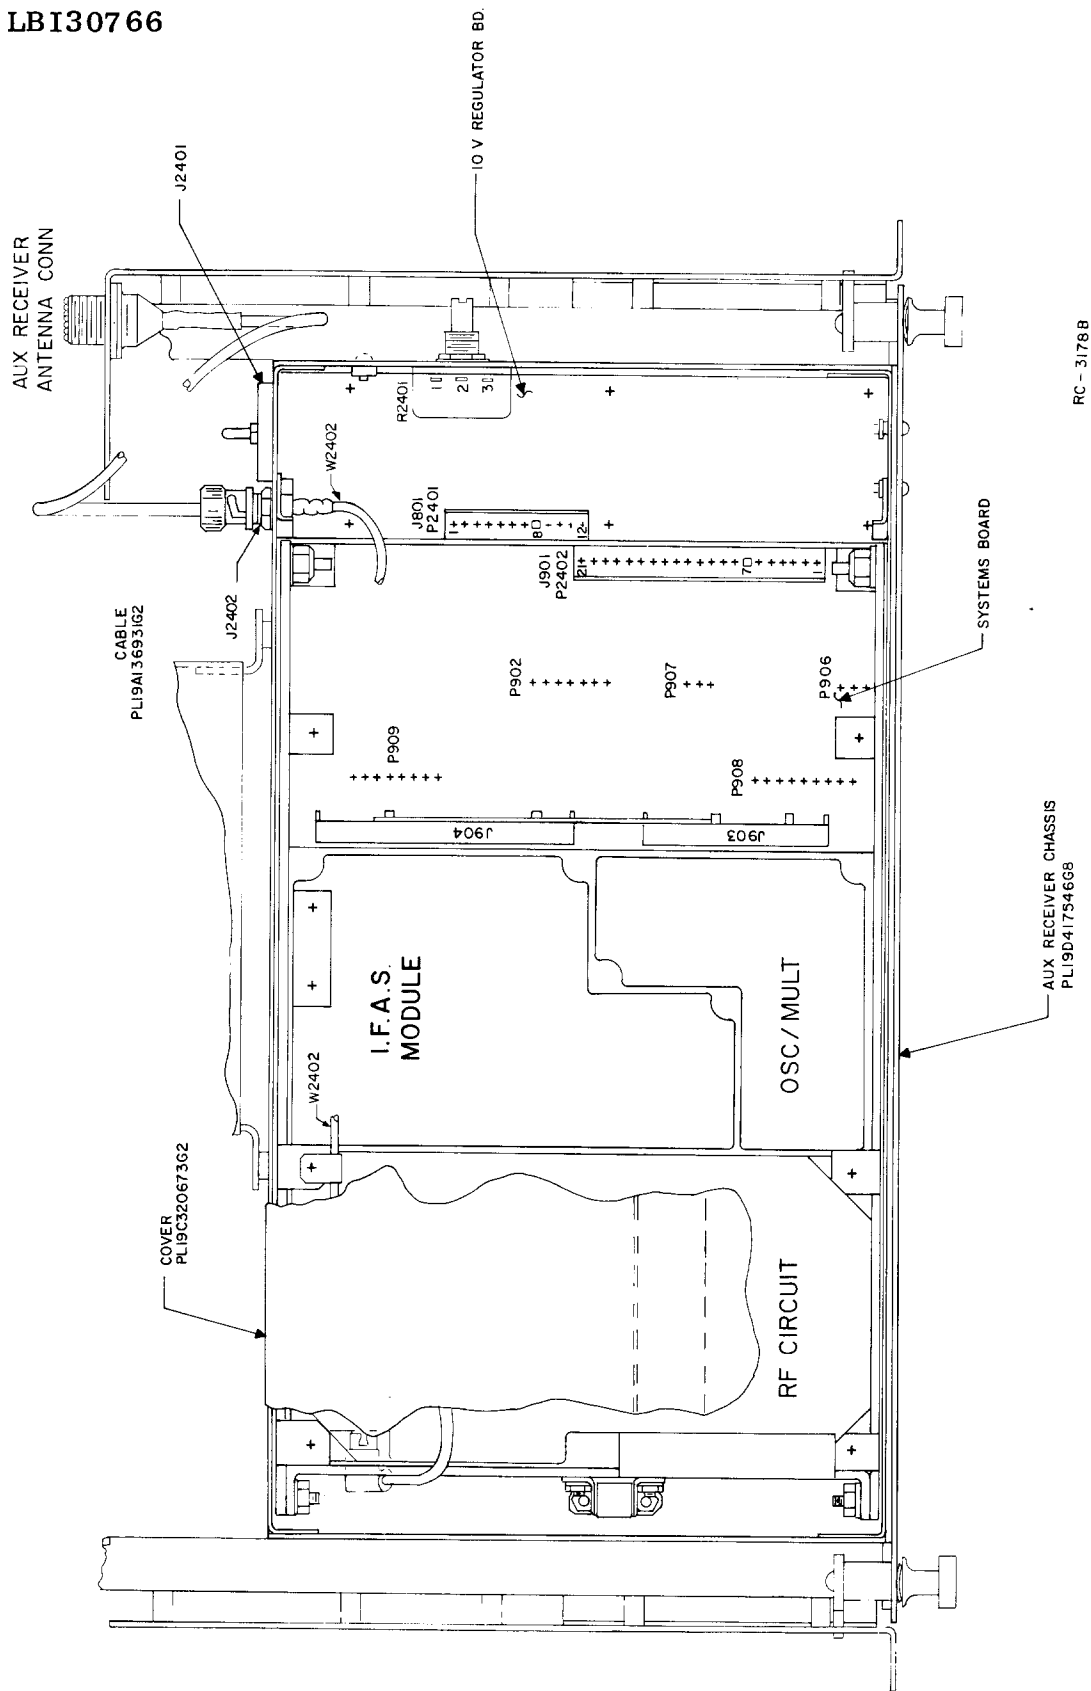 LBI30766
AUX RECEIVER
ANTENNA CONN
J2401
10 V REGULATOR BD.
R2401
1
2
3
W2402
J801
P2401
1
8
12
J2402
CABLE
PL19A136931G2
J901
P2402
21
7
1
P902
P907
P906
SYSTEMS BOARD
P909
P908
J904
J903
I.F.A.S.
MODULE
OSC/MULT
W2402
AUX RECEIVER CHASSIS
PL19D417546G8
COVER
PL19C320673G2
RF CIRCUIT
RC-3178B